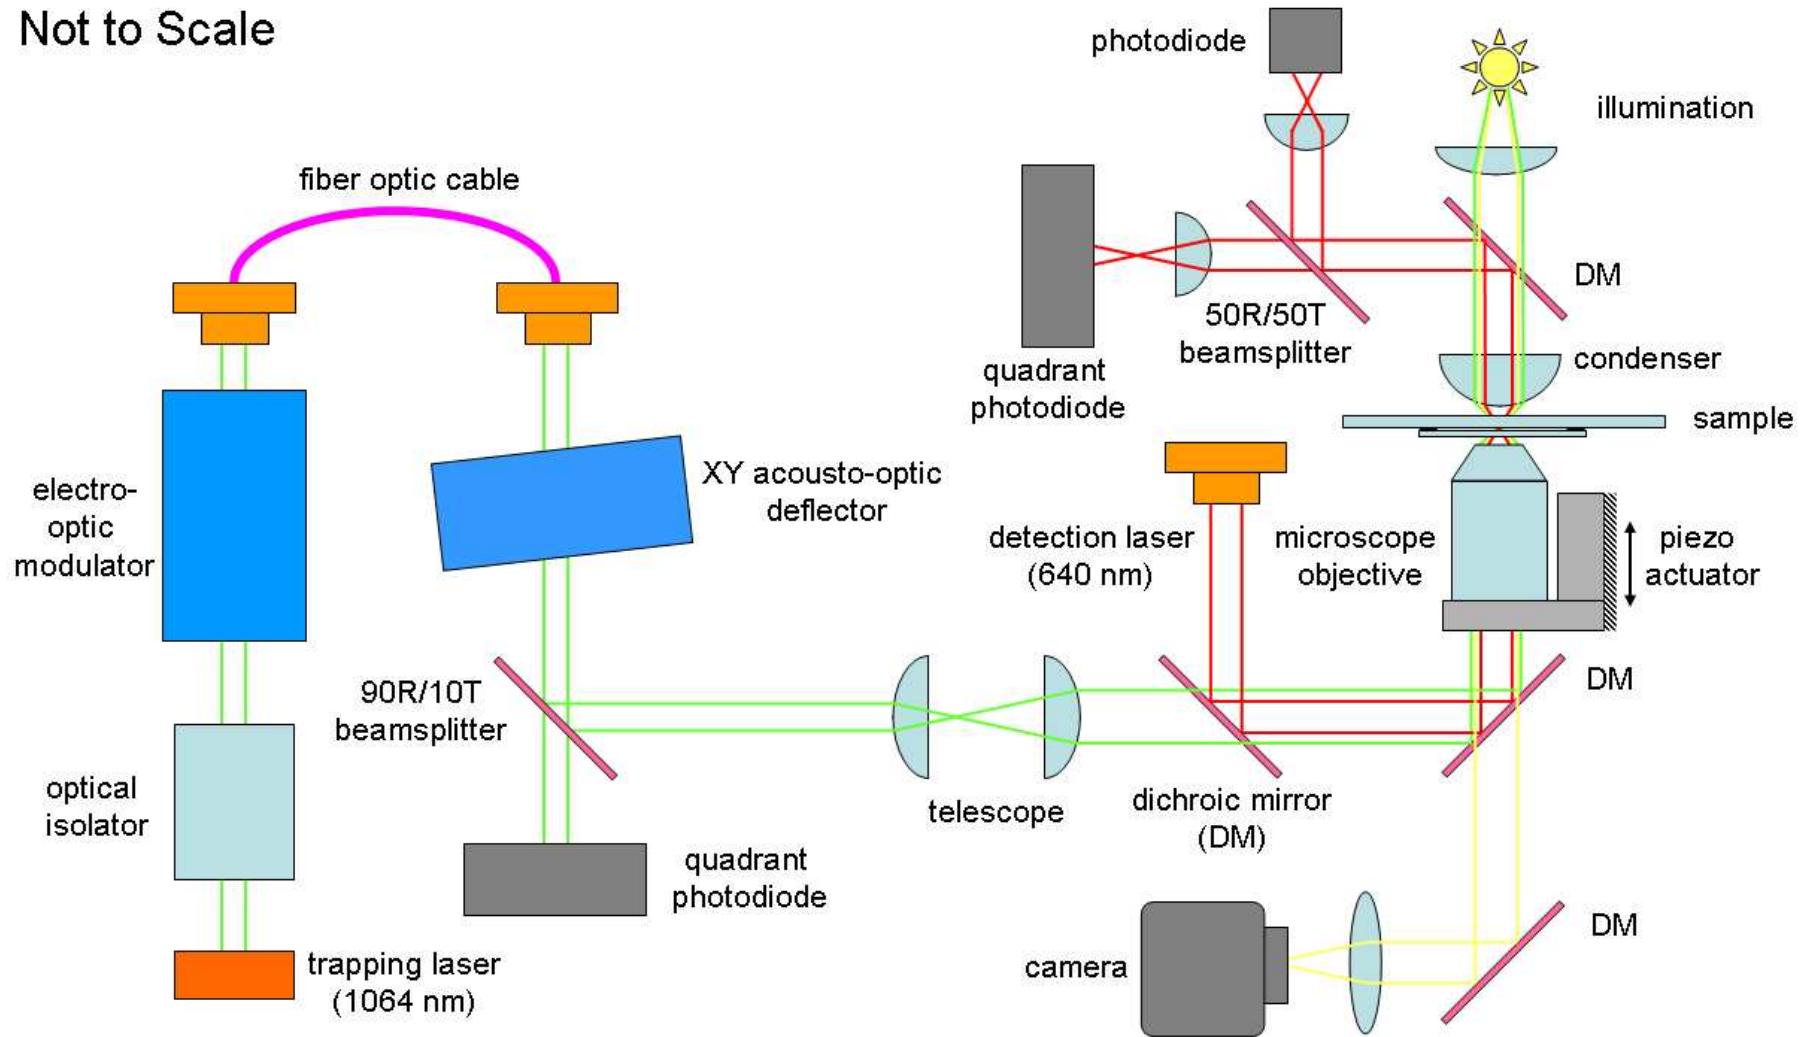 Not to Scale
photodiode
illumination
fiber optic cable
DM
50R/50T
beamsplitter
condenser
quadrant
photodiode
sample
electro-
optic
modulator
XY acousto-optic
deflector
detection laser
(640 nm)
microscope
objective
piezo
actuator
90R/10T
beamsplitter
DM
optical
isolator
telescope
dichroic mirror
(DM)
quadrant
photodiode
DM
trapping laser
(1064 nm)
camera